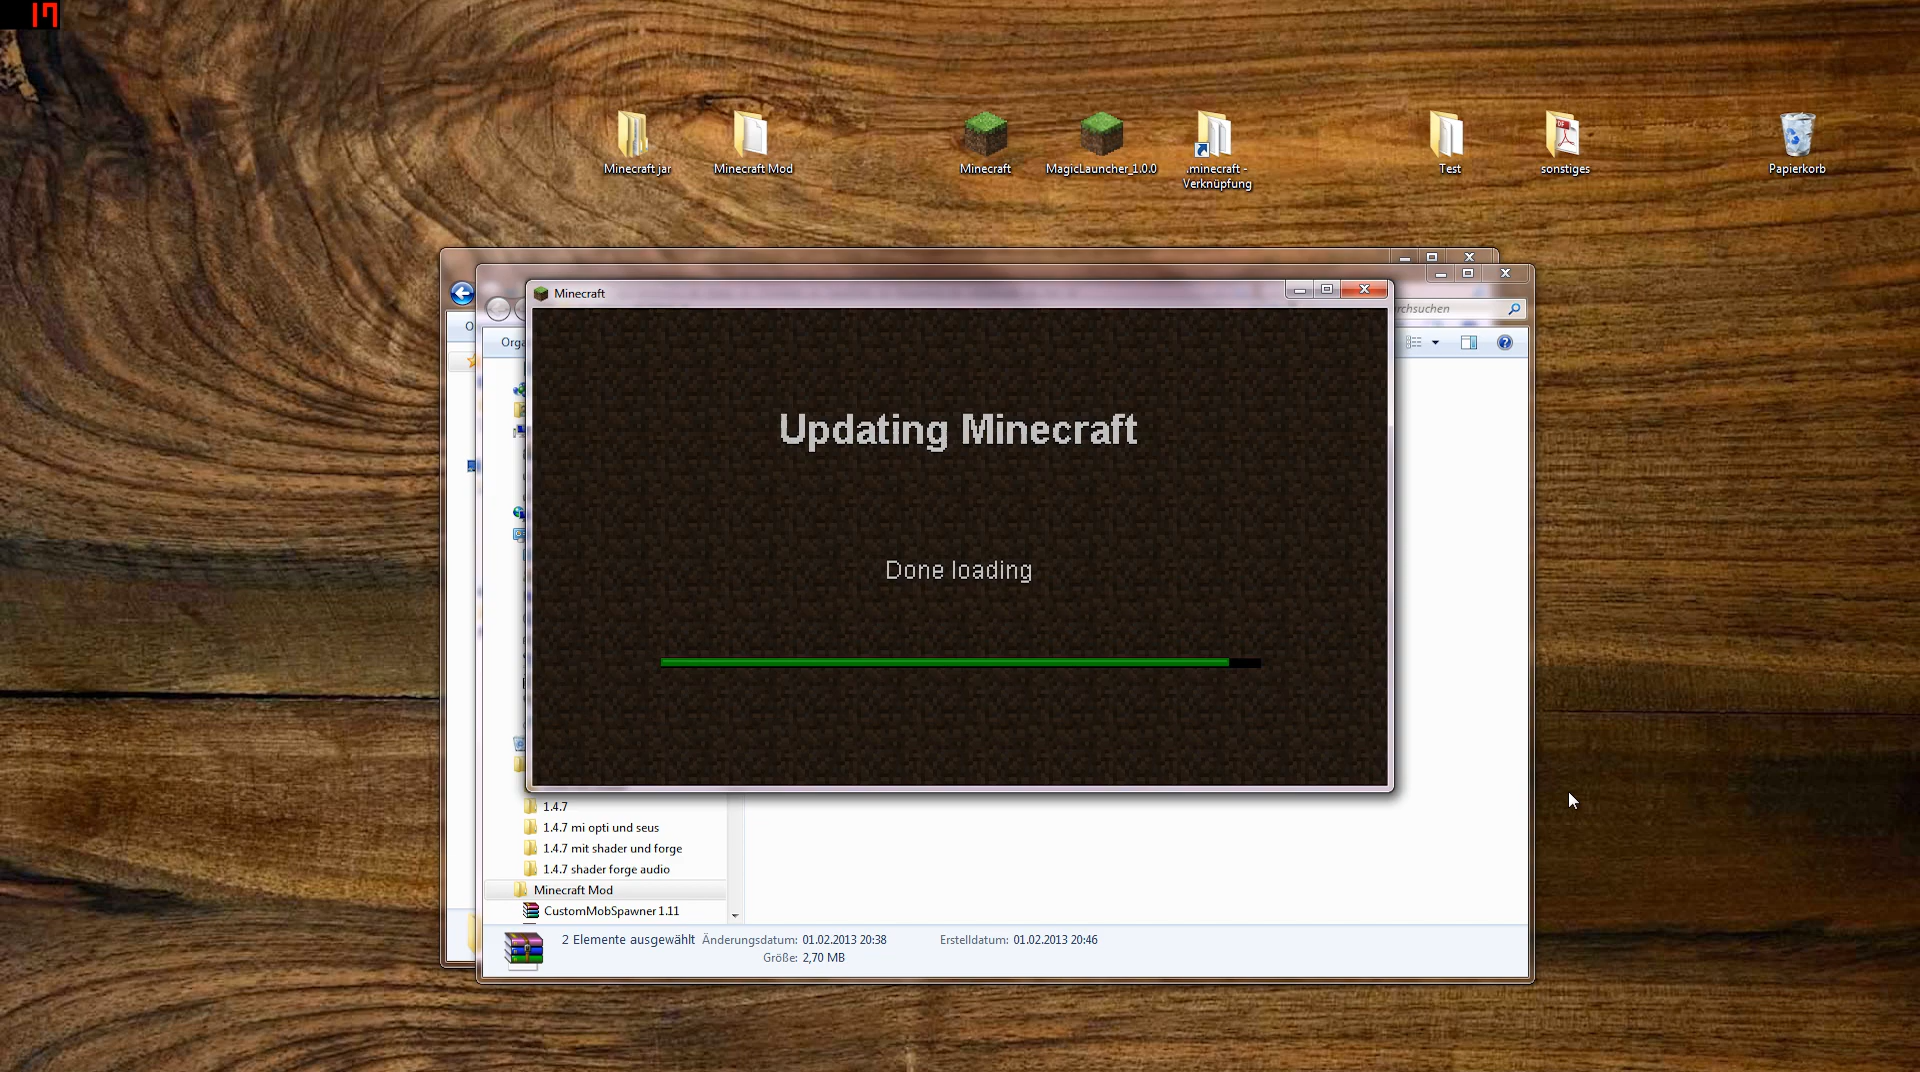 17
Minecraft jar
Minecraft Mod
Minecraft
MagicLauncher_1.0.0
.minecraft -
Verknüpfung
Test
sonstiges
Papierkorb
Minecraft
Updating Minecraft
Done loading
1.4.7
1.4.7 mi opti und seus
1.4.7 mit shader und forge
1.4.7 shader forge audio
Minecraft Mod
CustomMobSpawner 1.11
2 Elemente ausgewählt Änderungsdatum: 01.02.2013 20:38 Erstelldatum: 01.02.2013 20:46
Größe: 2,70 MB